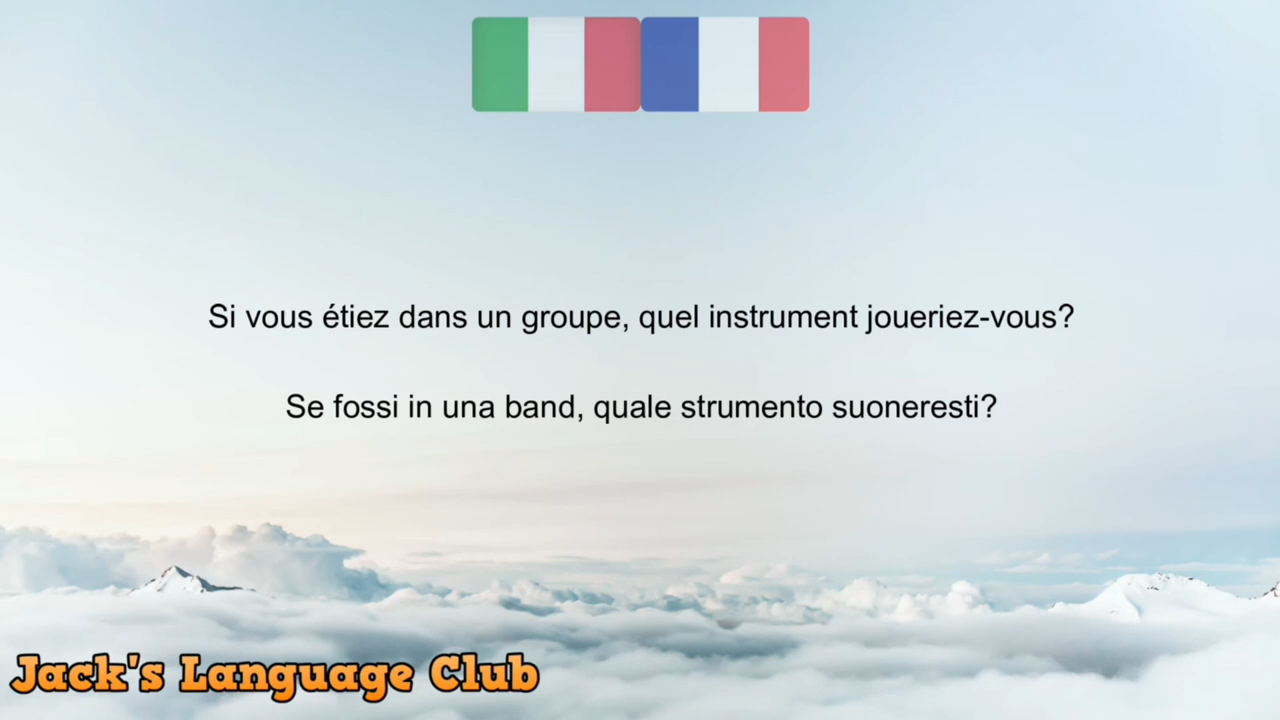 Si vous étiez dans un groupe, quel instrument joueriez-vous?
Se fossi in una band, quale strumento suoneresti?
Jack's Language Club